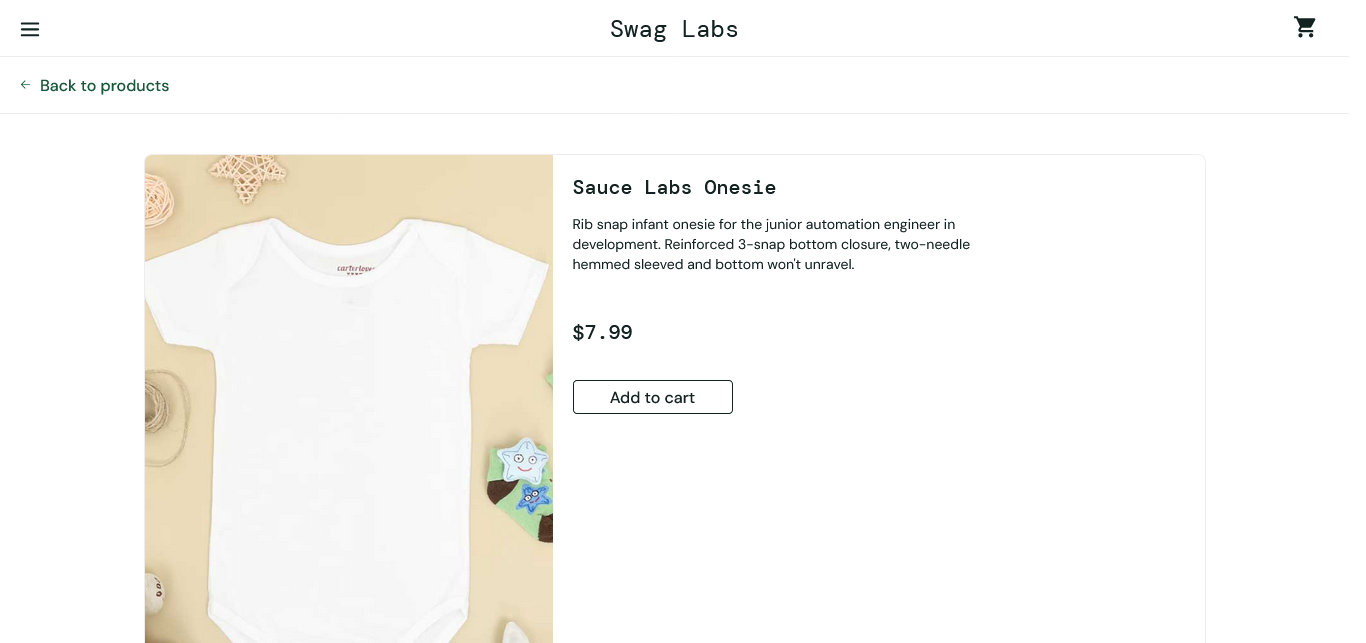 Swag Labs
Back to products
Sauce Labs Onesie
Rib snap infant onesie for the junior automation engineer in
development. Reinforced 3-snap bottom closure, two-needle
hemmed sleeved and bottom won't unravel.
$7.99
Add to cart